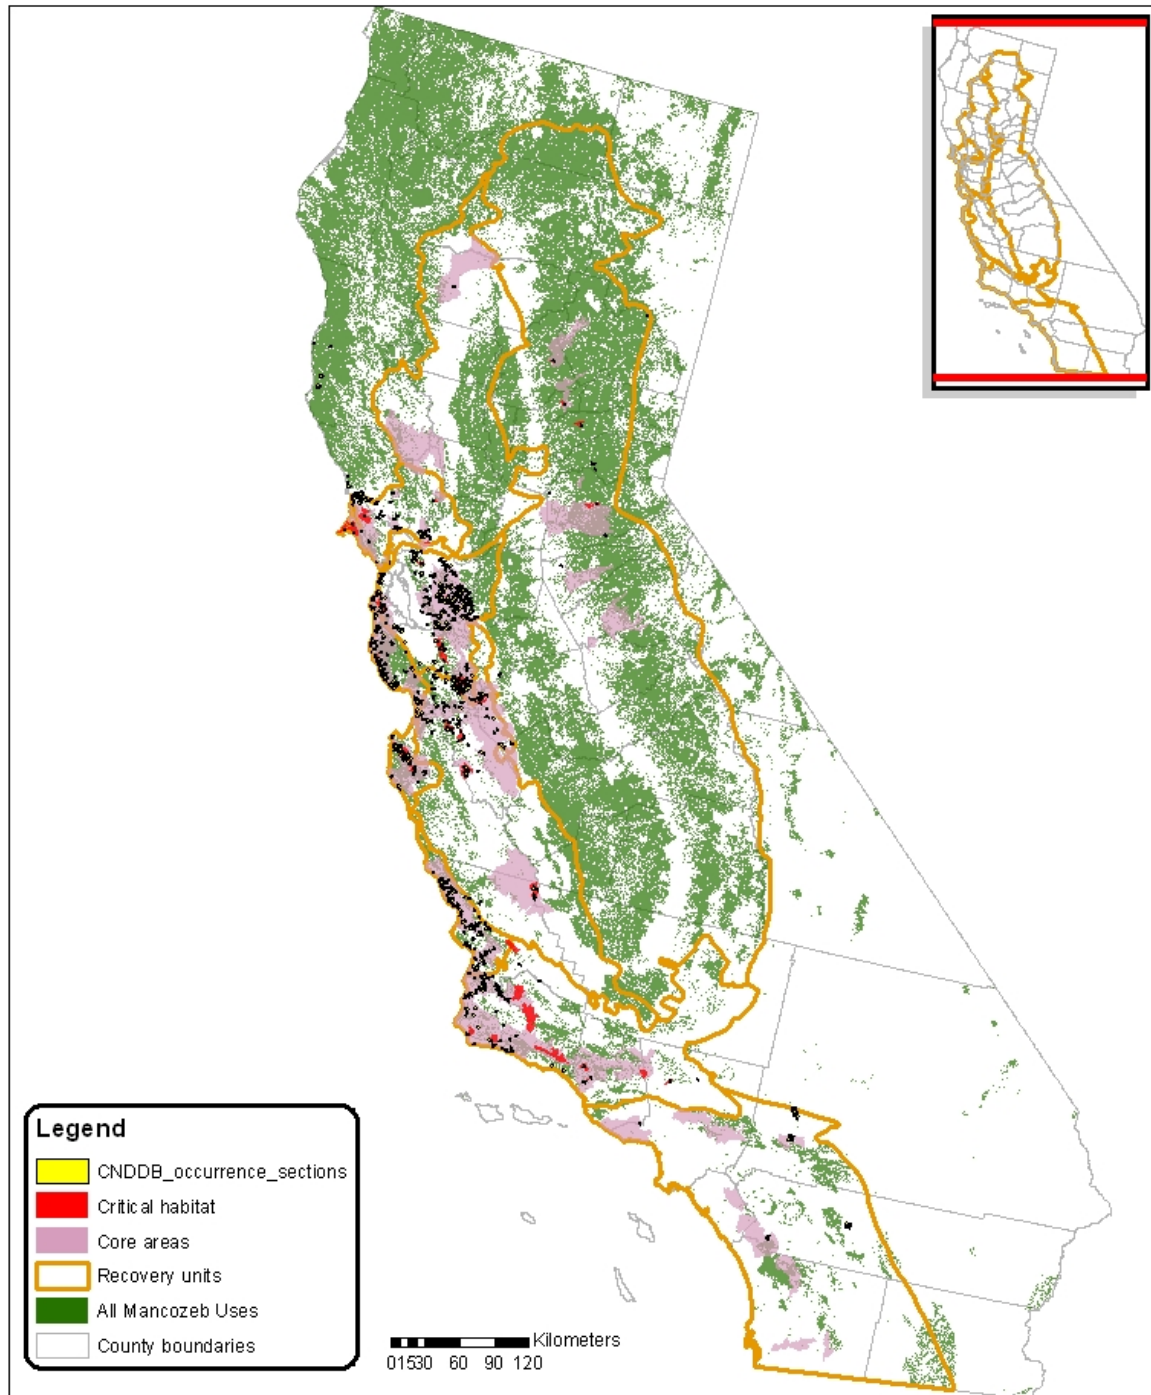 Legend
CNDDB_occurrence_sections
Critical habitat
Core areas
Recovery units
All Mancozeb Uses
County boundaries
Kilometers
01530 60 90 120